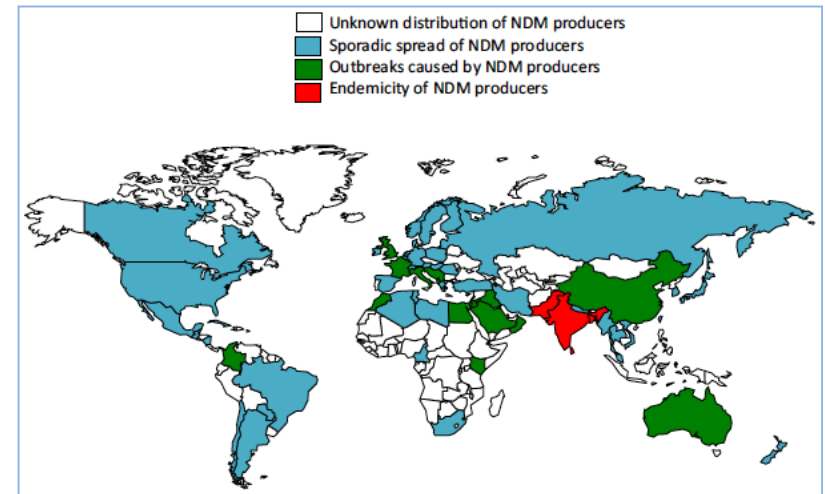 Unknown distribution of NDM producers
Sporadic spread of NDM producers
Outbreaks caused by NDM producers
Endemicity of NDM producers